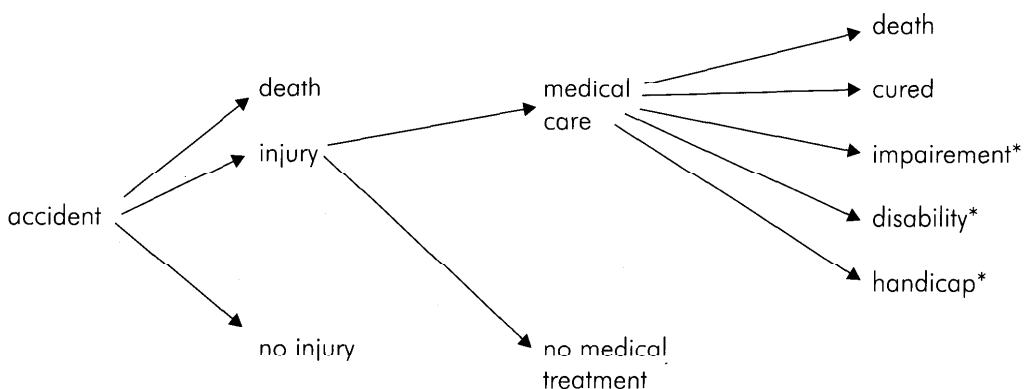 death
death
medical
care
cured
injury
impairement*
accident
disability*
handicap*
no injury
no medical
treatment